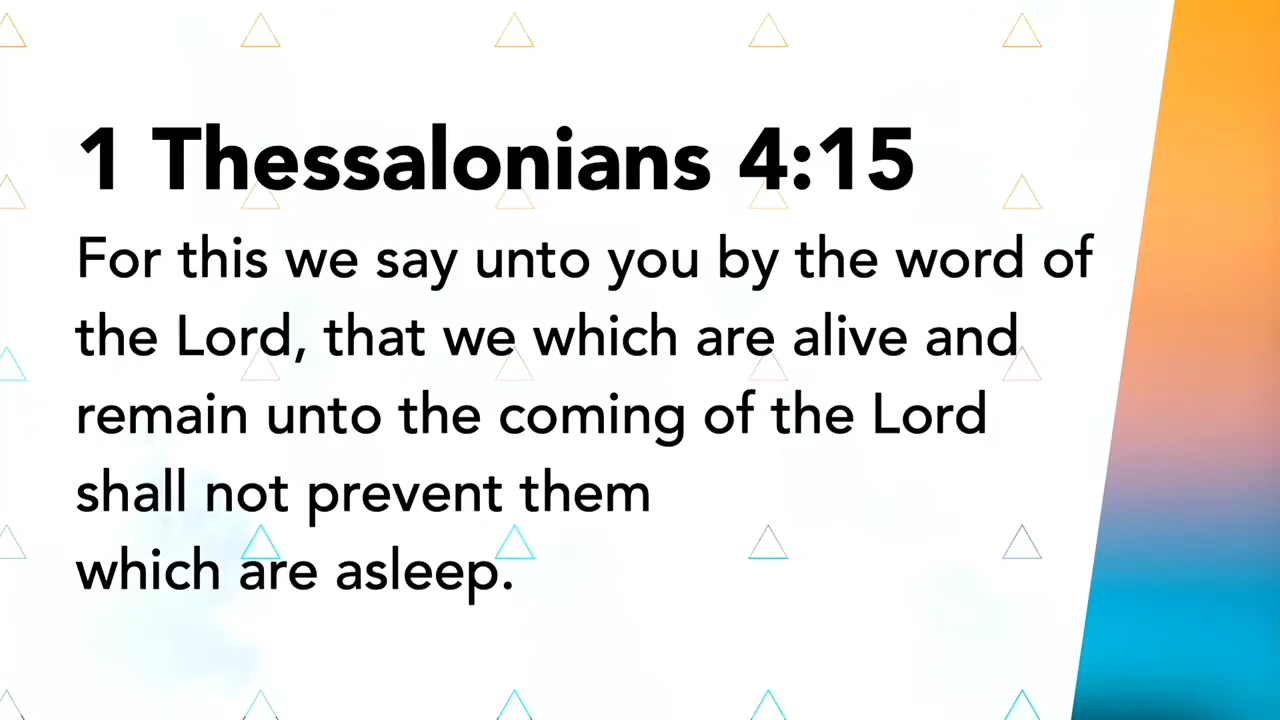 1 Thessalonians 4:15
For this we say unto you by the word of
the Lord, that we which are alive and
remain unto the coming of the Lord
shall not prevent them
which are asleep.